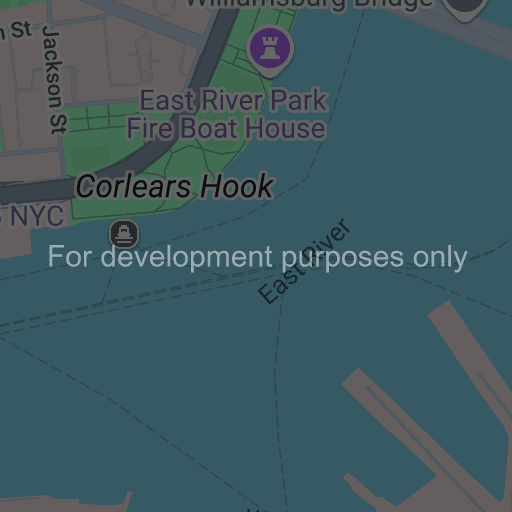 Williamsburg Bridge
n St
Jackson St
East River Park
Fire Boat House
Corlears Hook
NYC
For development purposes only
East River